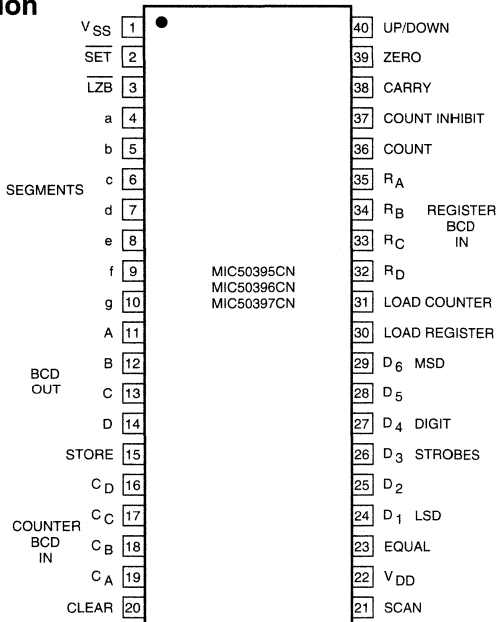 ion
VSS 1
SET 2
LZB 3
a 4
b 5
c 6
SEGMENTS
d 7
e 8
f 9
g 10
A 11
B 12
BCD
OUT
C 13
D 14
STORE 15
CD 16
CC 17
COUNTER
BCD
IN
CB 18
CA 19
CLEAR 20
MIC50395CN
MIC50396CN
MIC50397CN
40 UP/DOWN
39 ZERO
38 CARRY
37 COUNT INHIBIT
36 COUNT
35 RA
34 RB
REGISTER
BCD
IN
33 RC
32 RD
31 LOAD COUNTER
30 LOAD REGISTER
29 D6 MSD
28 D5
27 D4 DIGIT
26 D3 STROBES
25 D2
24 D1 LSD
23 EQUAL
22 VDD
21 SCAN